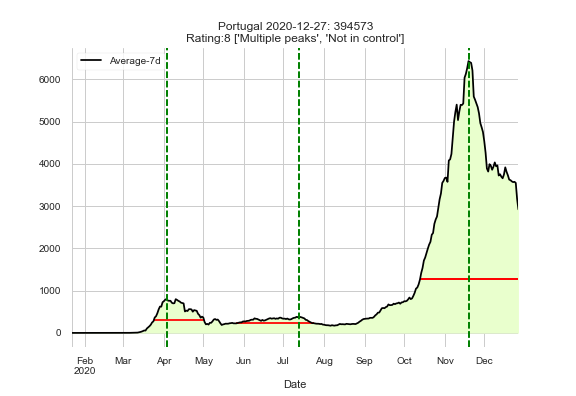 Portugal 2020-12-27: 394573
Rating:8 ['Multiple peaks', 'Not in control']
Average-7d
6000
5000
4000
3000
2000
1000
0
Feb Mar Apr May Jun Jul Aug Sep Oct Nov Dec
2020
Date